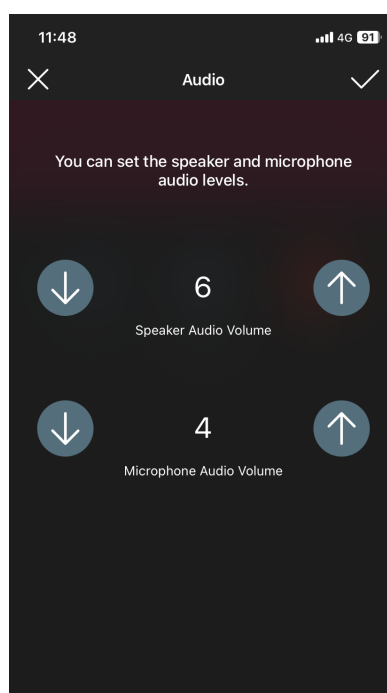 11:48
4G 91
Audio
You can set the speaker and microphone
audio levels.
6
Speaker Audio Volume
4
Microphone Audio Volume